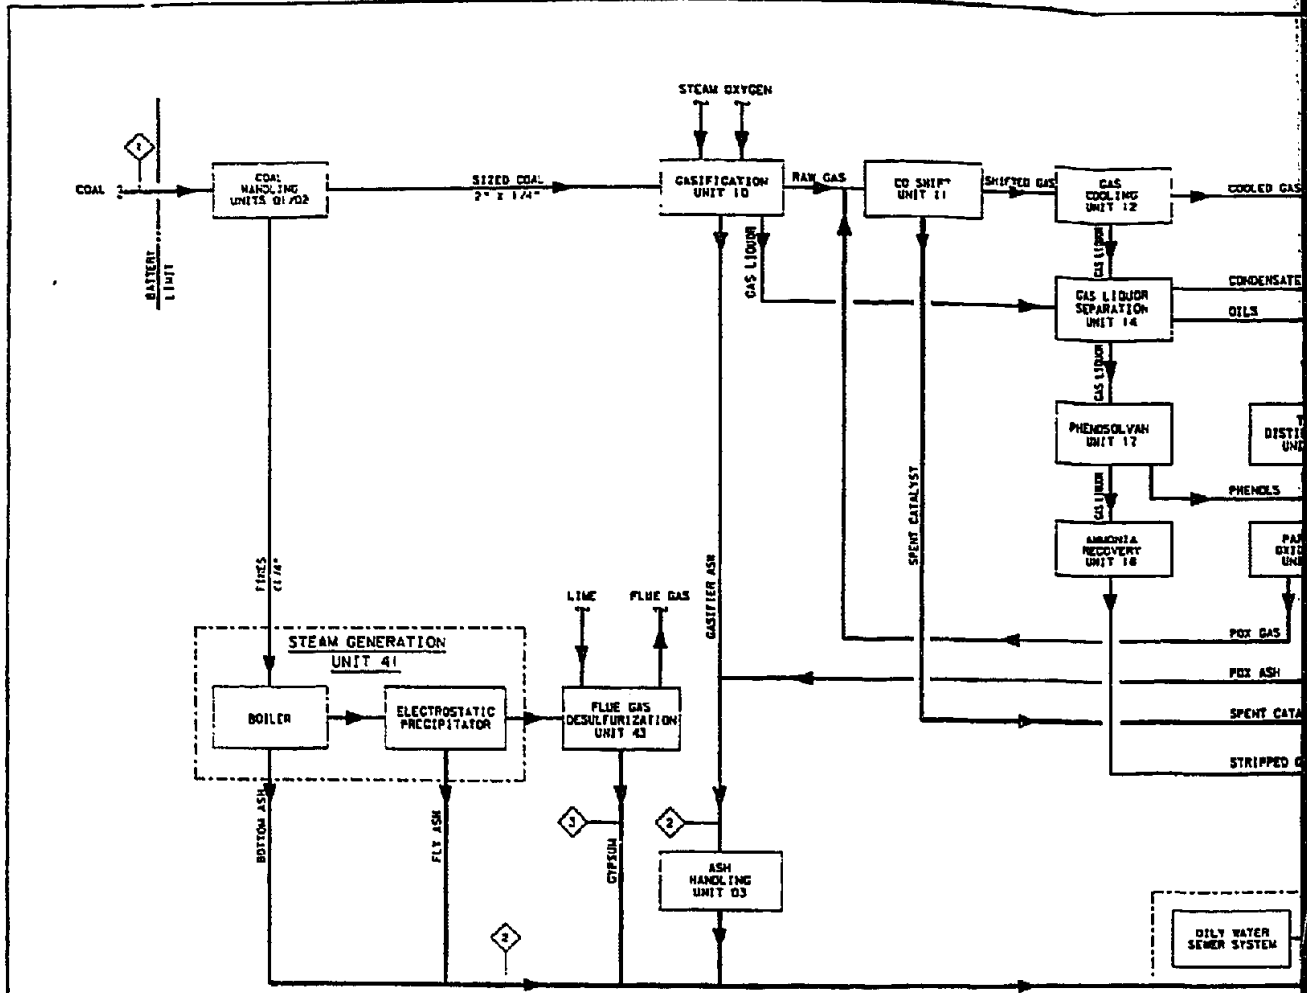 STEAM OXYGEN
COAL
COAL
HANDLING
UNITS 01/02
SIZED COAL
2" X 1/4"
GASIFICATION
UNIT 10
RAW GAS
CO SHIFT
UNIT 11
SHIFTED GAS
GAS
COOLING
UNIT 12
COOLED GAS
BATTERY
LIMIT
GAS LIQUOR
GAS LIQUOR
GAS LIQUOR
SEPARATION
UNIT 14
CONDENSATE
OILS
GAS LIQUOR
PHENOSOLVAN
UNIT 17
DISTI
PHENOLS
GAS LIQUOR
AMMONIA
RECOVERY
UNIT 18
SPENT CATALYST
FINES
<1/4"
GASIFIER ASH
LIME
FLUE GAS
POX GAS
STEAM GENERATION
UNIT 41
POX ASH
BOILER
ELECTROSTATIC
PRECIPITATOR
FLUE GAS
DESULFURIZATION
UNIT 43
SPENT CATA
STRIPPED G
BOTTOM ASH
FLY ASH
3
GYPSUM
2
ASH
HANDLING
UNIT 03
2
OILY WATER
SEWER SYSTEM